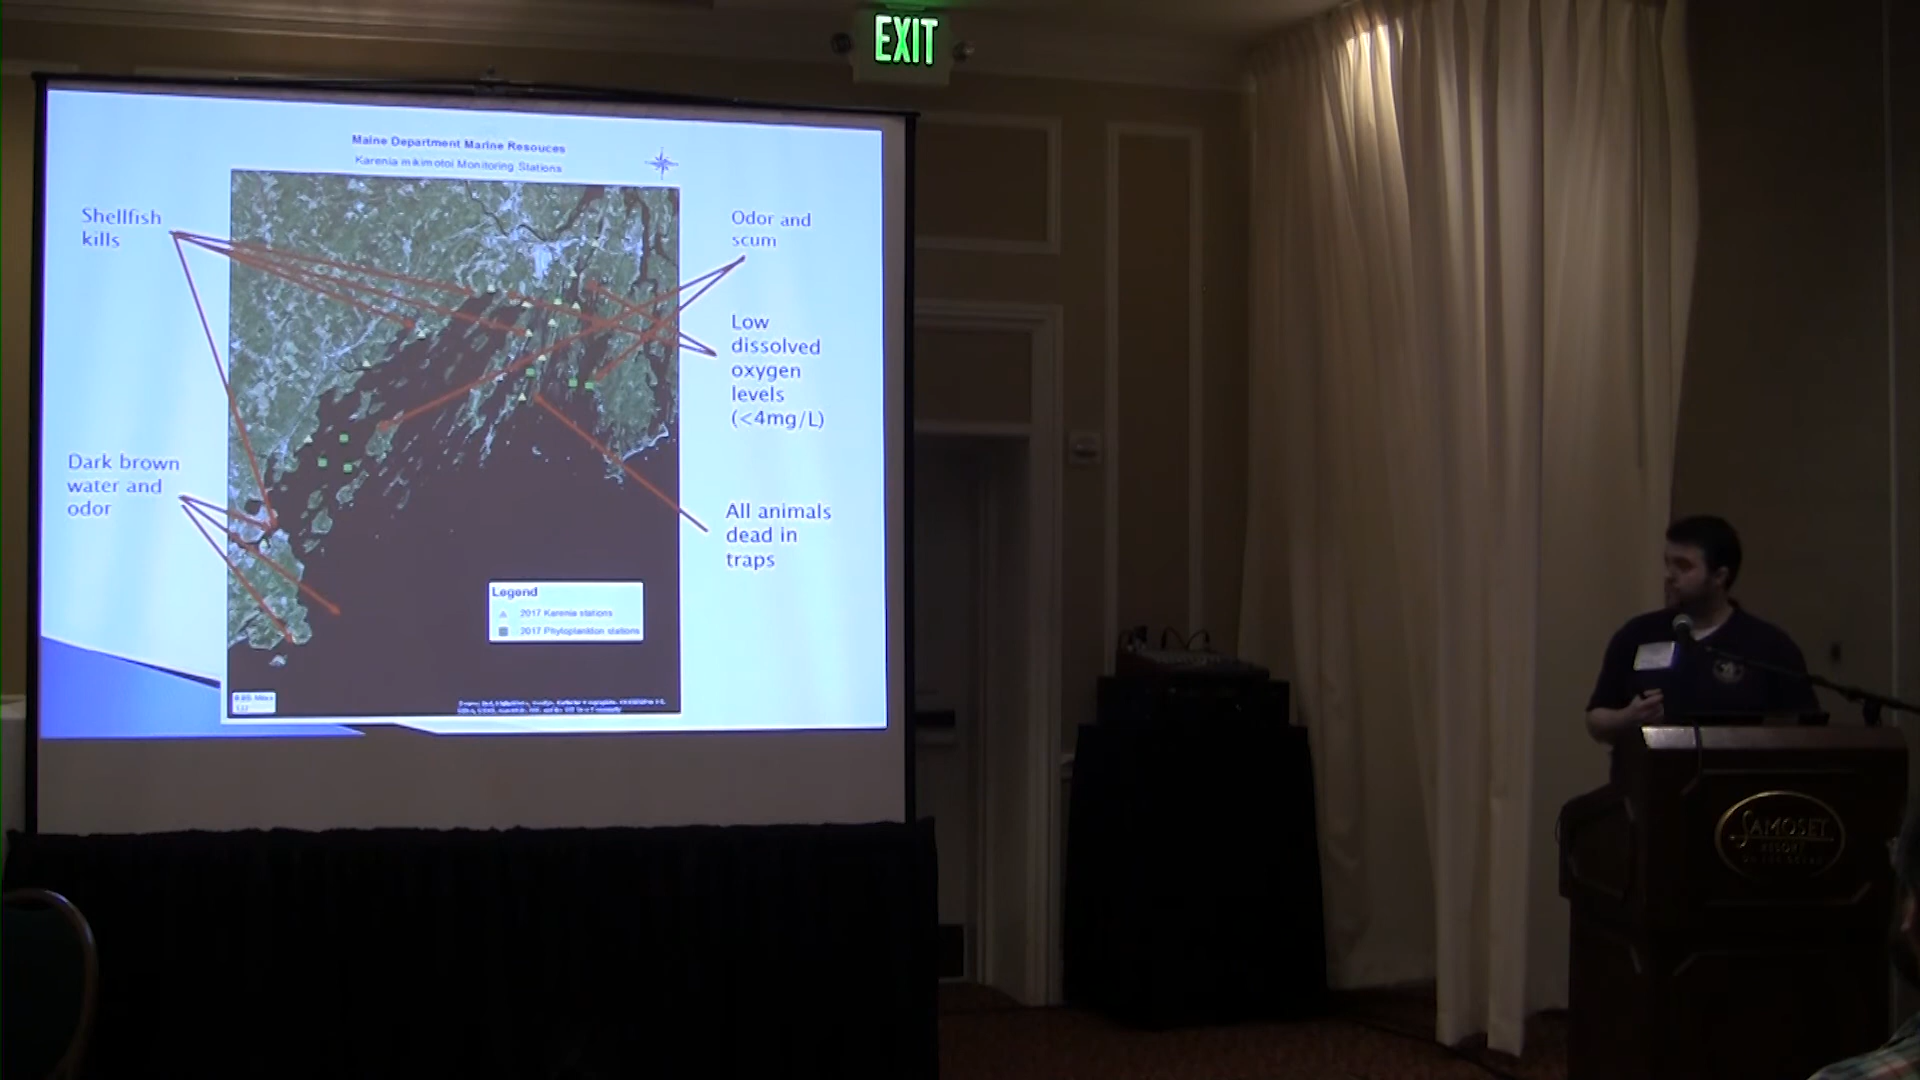 EXIT
Maine Department Marine Resouces
Karenia mikimotoi Monitoring Stations
Shellfish
kills
Dark brown
water and
odor
Odor and
scum
Low
dissolved
oxygen
levels
(<4mg/L)
All animals
dead in
traps
Legend
2017 Karenia stations
2017 Phytoplankton stations
SAMOSET
RESORT